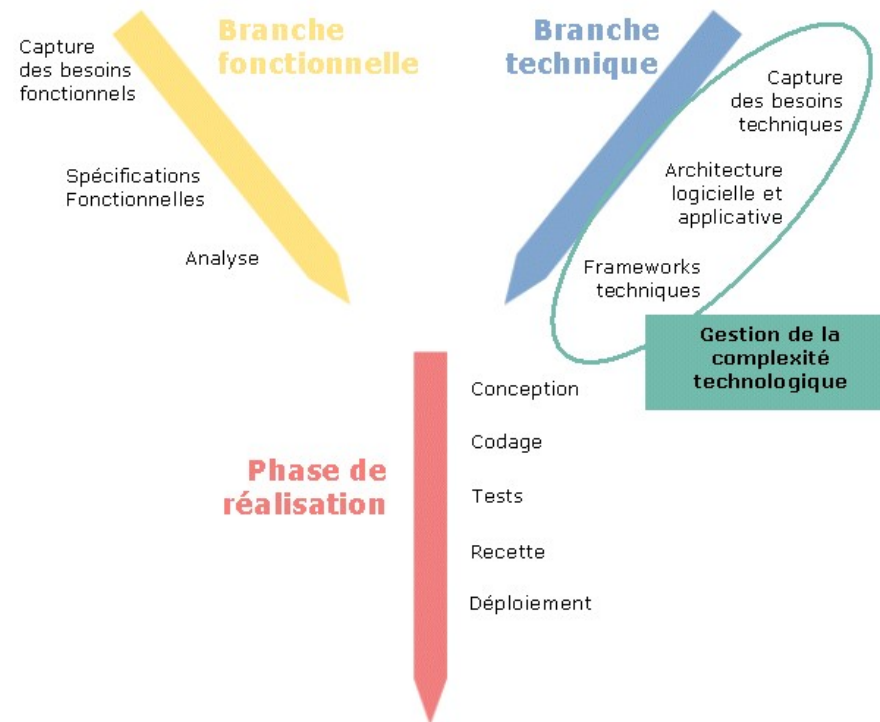 Branche
fonctionnelle
Capture
des besoins
fonctionnels
Spécifications
Fonctionnelles
Analyse
Branche
technique
Capture
des besoins
techniques
Architecture
logicielle et
applicative
Frameworks
techniques
Gestion de la
complexité
technologique
Phase de
réalisation
Conception
Codage
Tests
Recette
Déploiement